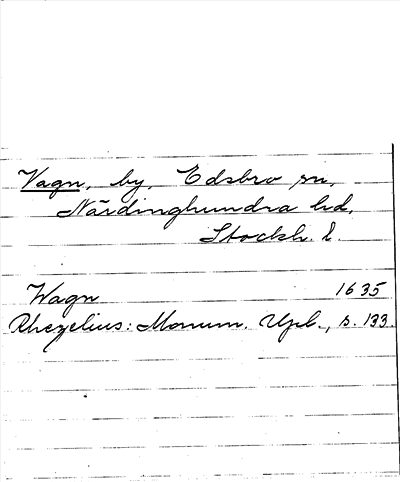 Vagn, by, Edsbro sn,
Närdinghundra hd,
Stockh. l.
Wagn 1635
Rhezelius: Monum. Upl., s. 133.